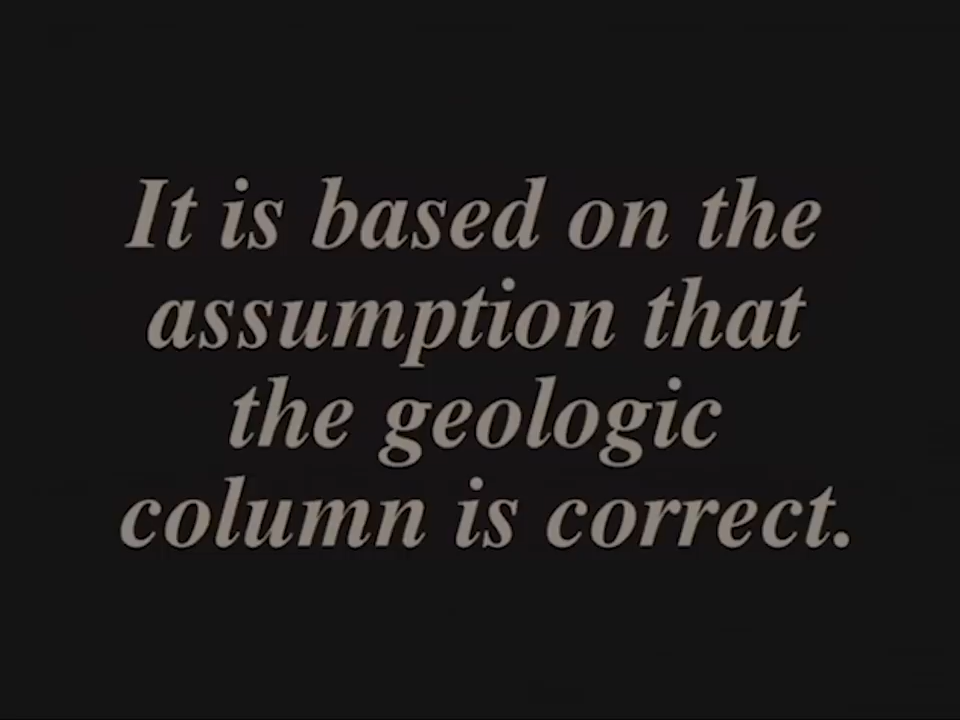 It is based on the
assumption that
the geologic
column is correct.